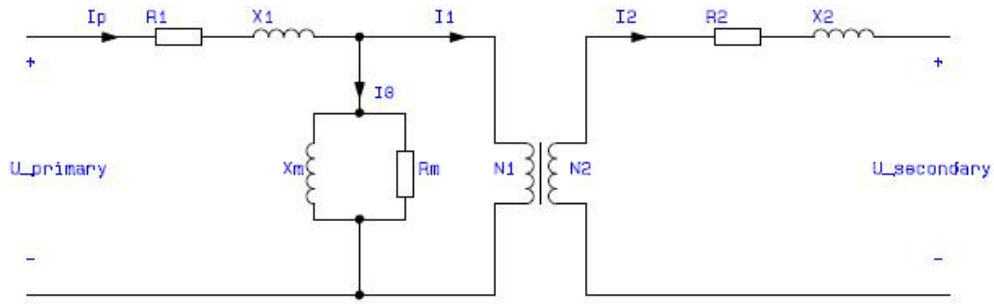 Ip R1 X1 I1 I2 R2 X2
+ +
I0
U_primary Xm Rm N1 N2 U_secondary
- -